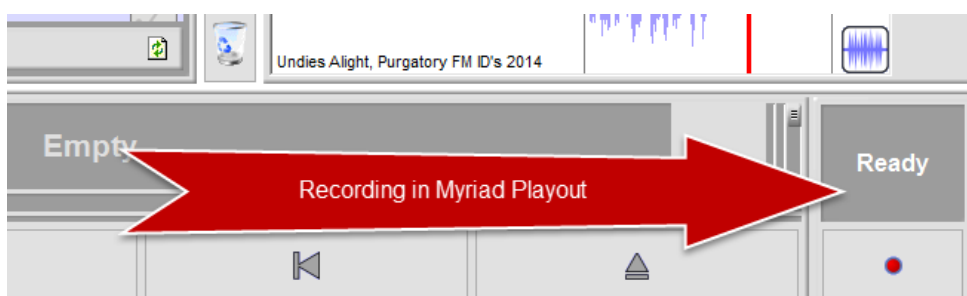 Undies Alight, Purgatory FM ID's 2014
Empty
Recording in Myriad Playout
Ready